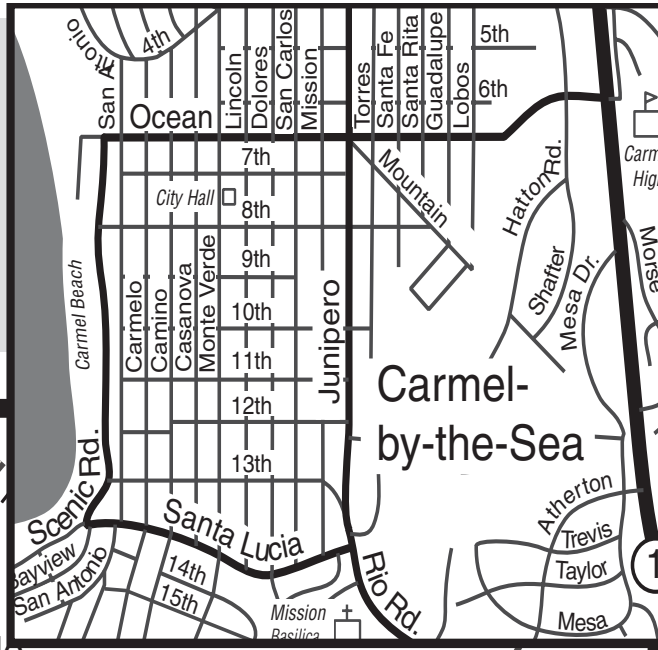 San Antonio
4th
5th
6th
Lincoln
Dolores
San Carlos
Mission
Torres
Santa Fe
Santa Rita
Guadalupe
Lobos
Ocean
7th
City Hall
8th
Mountain
Hatton Rd.
Shafter
Mesa Dr.
Morse
9th
10th
11th
12th
13th
Carmel Beach
Carmelo
Camino
Casanova
Monte Verde
Junipero
Carmel-
by-the-Sea
Scenic Rd.
Santa Lucia
Bayview
San Antonio
14th
15th
Mission
Basilica
Rio Rd.
Atherton
Trevis
Taylor
Mesa
1